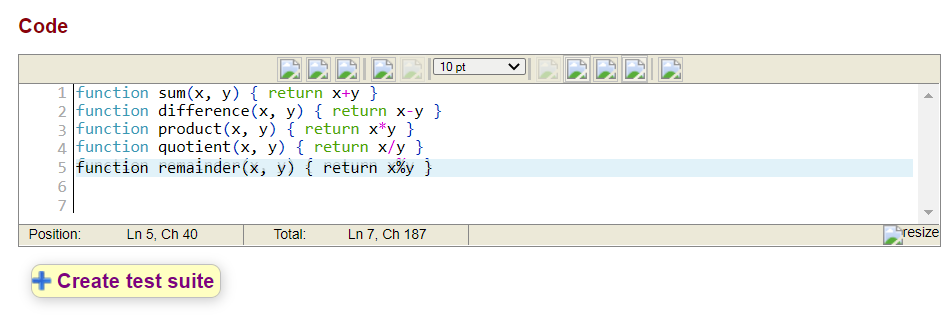 Code
10 pt
1 function sum(x, y) { return x+y }
2 function difference(x, y) { return x-y }
3 function product(x, y) { return x*y }
4 function quotient(x, y) { return x/y }
5 function remainder(x, y) { return x%y }
6
7
Position: Ln 5, Ch 40 Total: Ln 7, Ch 187 resize
Create test suite